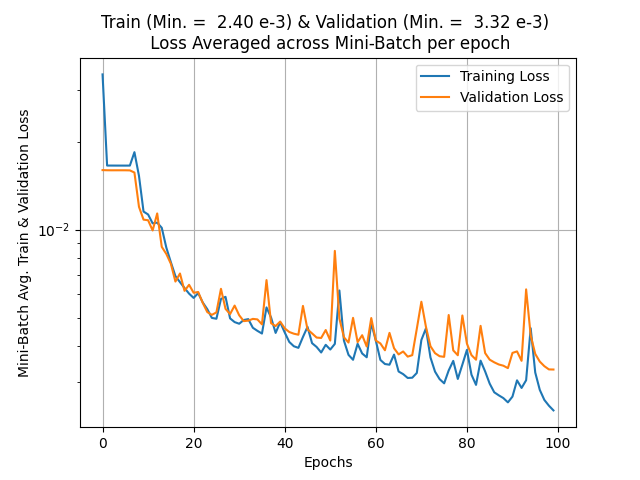 Train (Min. = 2.40 e-3) & Validation (Min. = 3.32 e-3)
Loss Averaged across Mini-Batch per epoch
Training Loss
Validation Loss
Mini-Batch Avg. Train & Validation Loss
10⁻²
0 20 40 60 80 100
Epochs